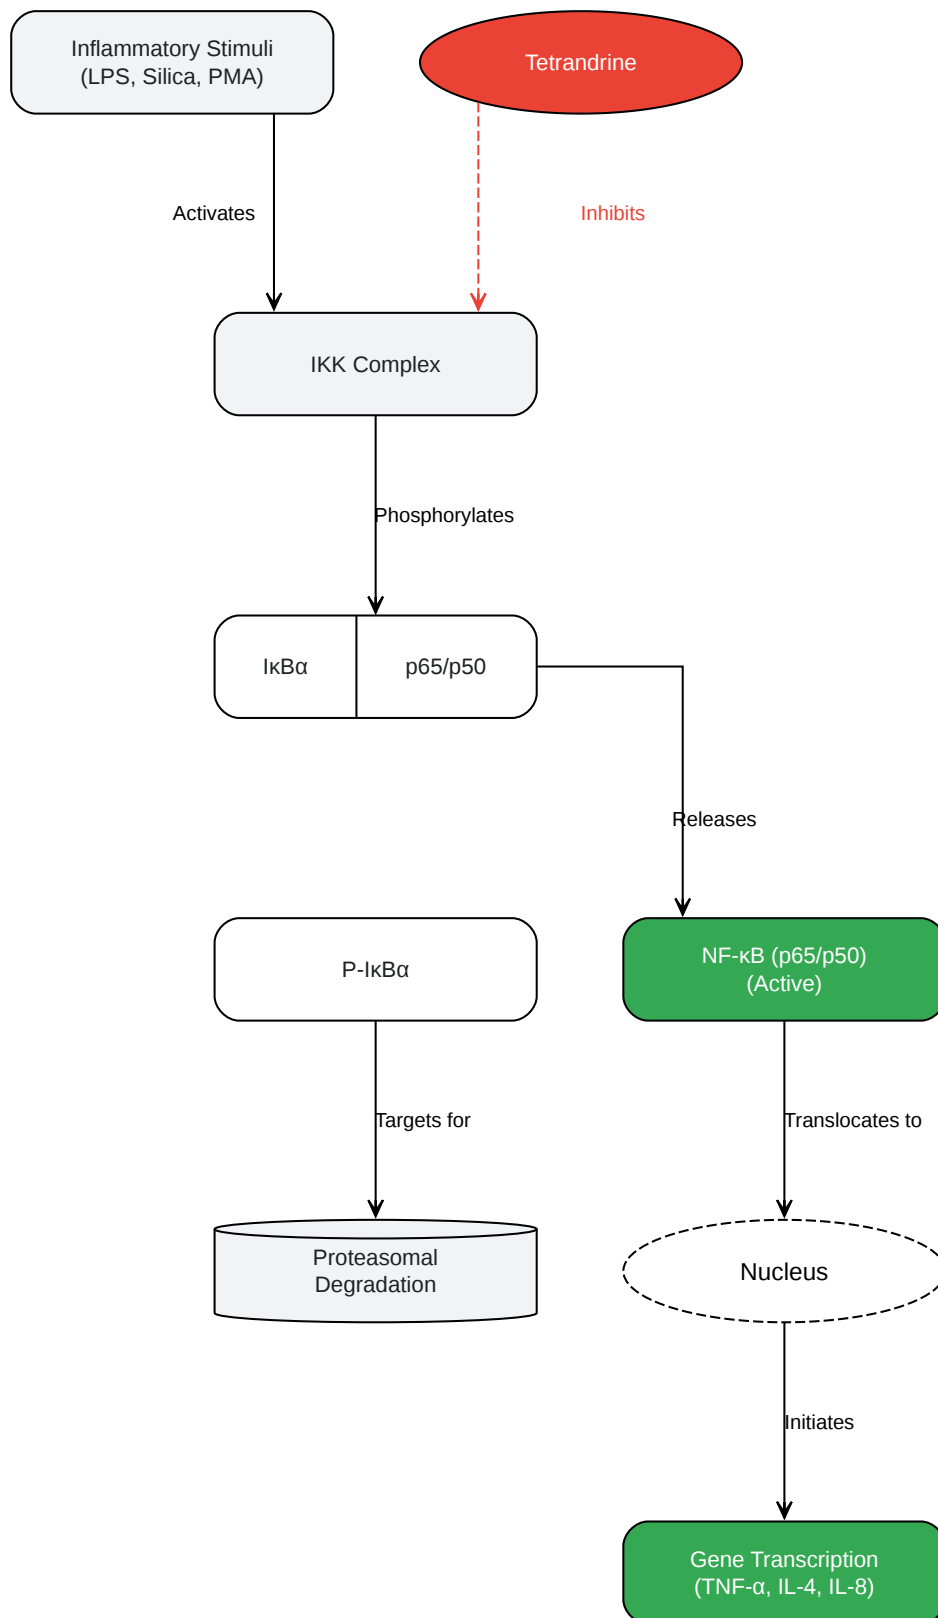 Inflammatory Stimuli
(LPS, Silica, PMA)
Tetrandrine
Activates
Inhibits
IKK Complex
Phosphorylates
IκBα
p65/p50
Releases
P-IκBα
NF-κB (p65/p50)
(Active)
Targets for
Translocates to
Proteasomal
Degradation
Nucleus
Initiates
Gene Transcription
(TNF-α, IL-4, IL-8)